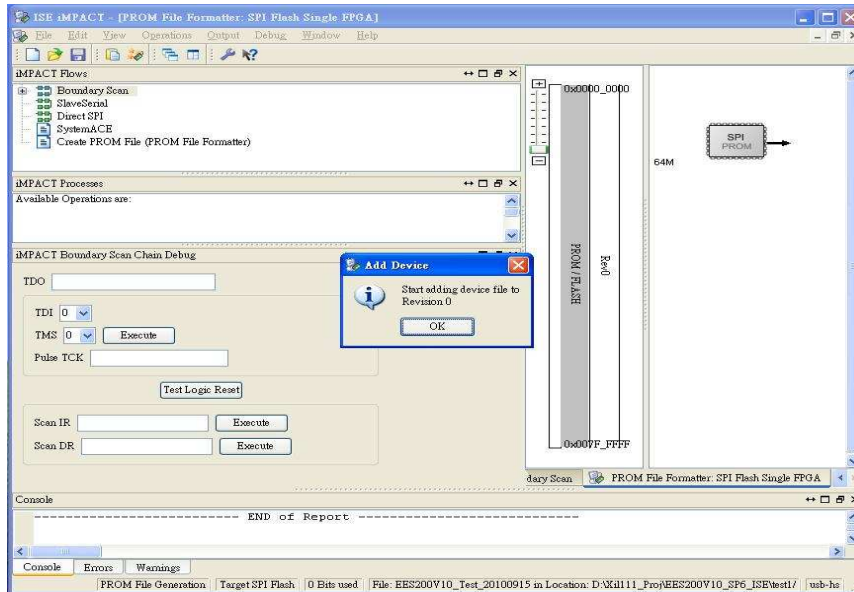 ISE iMPACT - [PROM File Formatter: SPI Flash Single FPGA]
File Edit View Operations Output Debug Window Help
iMPACT Flows
Boundary Scan
SlaveSerial
Direct SPI
SystemACE
Create PROM File (PROM File Formatter)
iMPACT Processes
Available Operations are:
iMPACT Boundary Scan Chain Debug
TDO
TDI 0
TMS 0 Execute
Pulse TCK
Test Logic Reset
Scan IR Execute
Scan DR Execute
Add Device
Start adding device file to
Revision 0
OK
0x0000_0000
PROM / FLASH
Rev0
0x007F_FFFF
64M
SPI
PROM
dary Scan PROM File Formatter: SPI Flash Single FPGA
Console
---------------------- END of Report ----------------------
Console Errors Warnings
PROM File Generation Target SPI Flash 0 Bits used File: EES200V10_Test_20100915 in Location: D:\Xil111_Proj\EES200V10_SP6_ISE\test1/ usb-hs